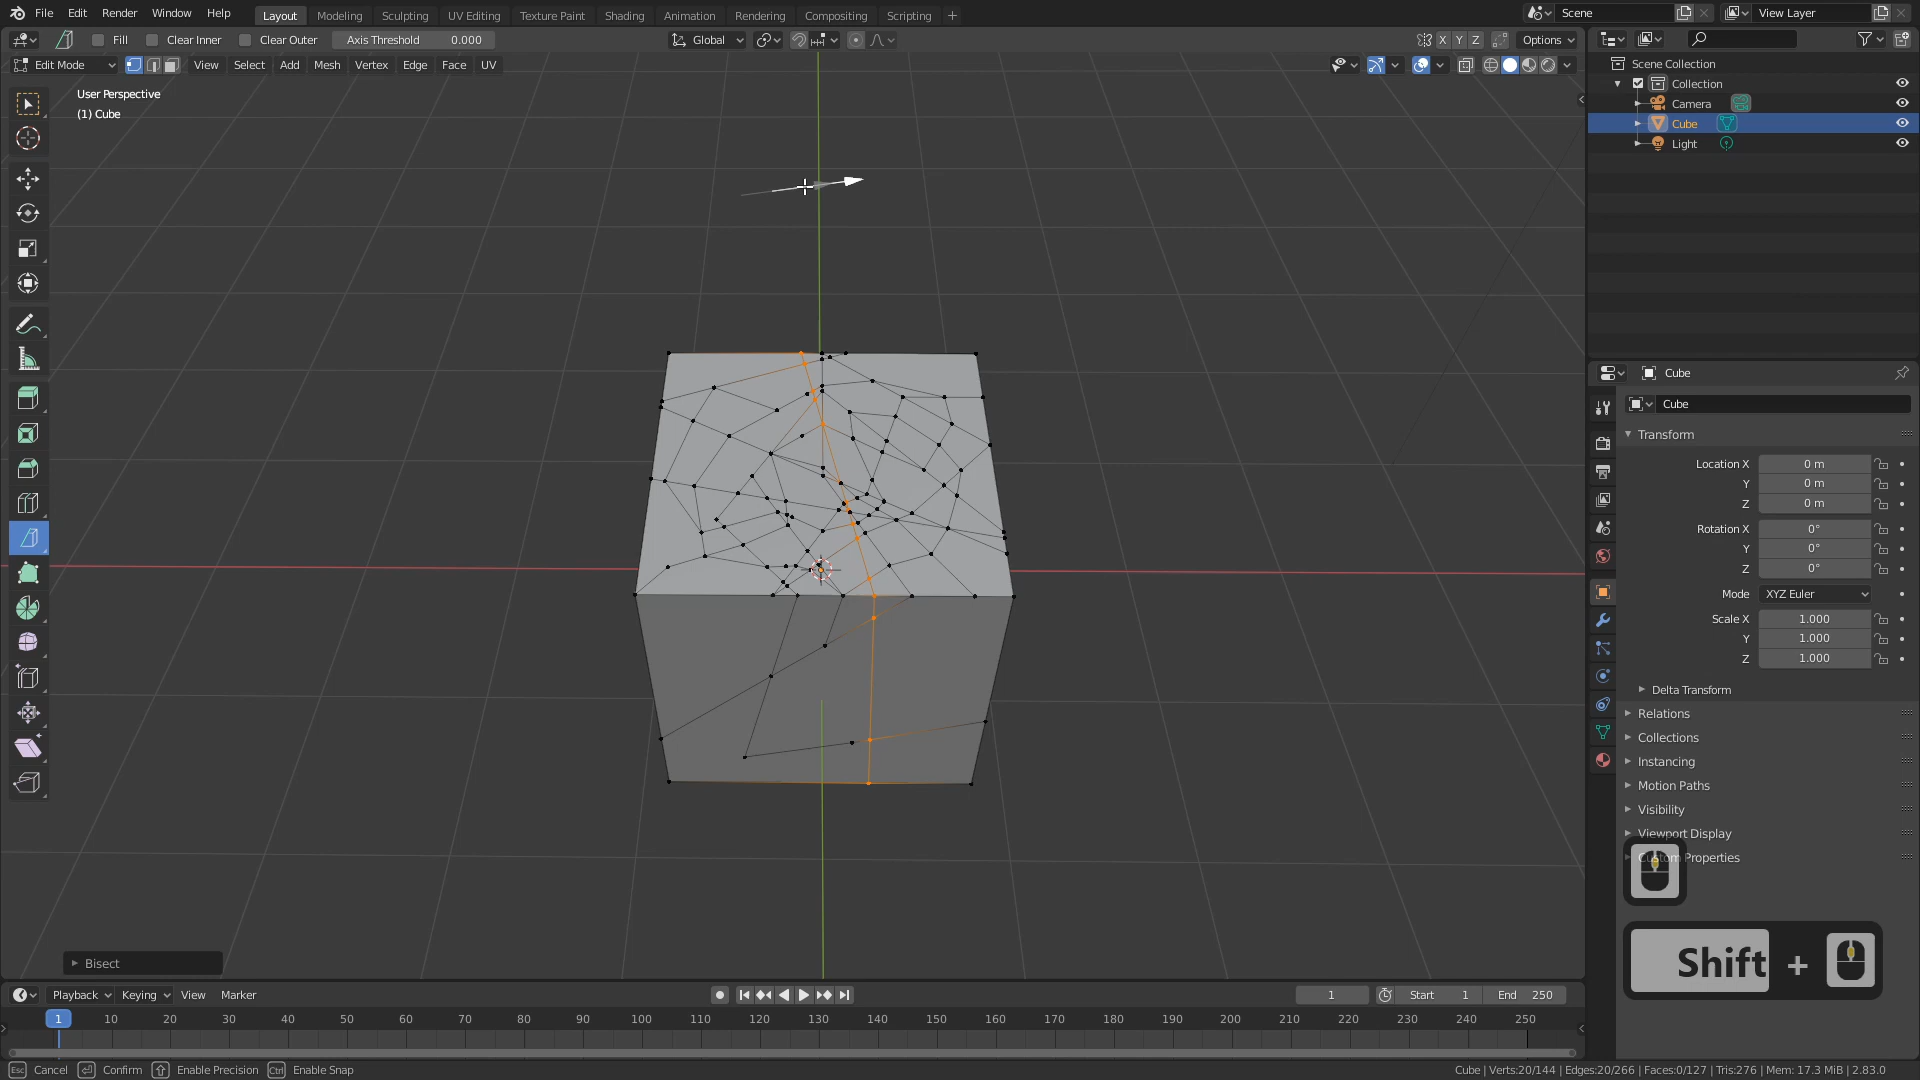 File Edit Render Window Help Layout Modeling Sculpting UV Editing Texture Paint Shading Animation Rendering Compositing Scripting + Scene View Layer
Fill Clear Inner Clear Outer Axis Threshold 0.000 Global X Y Z Options
Edit Mode View Select Add Mesh Vertex Edge Face UV
User Perspective
(1) Cube
Scene Collection
Collection
Camera
Cube
Light
Cube
Cube
Transform
Location X 0 m
Y 0 m
Z 0 m
Rotation X 0°
Y 0°
Z 0°
Mode XYZ Euler
Scale X 1.000
Y 1.000
Z 1.000
Delta Transform
Relations
Collections
Instancing
Motion Paths
Visibility
Viewport Display
Custom Properties
Shift +
Bisect
Playback Keying View Marker 1 Start 1 End 250
1 10 20 30 40 50 60 70 80 90 100 110 120 130 140 150 160 170 180 190 200 210 220 230 240 250
Esc Cancel Confirm Enable Precision Ctrl Enable Snap Cube | Verts:20/144 | Edges:20/266 | Faces:0/127 | Tris:276 | Mem: 17.3 MiB | 2.83.0